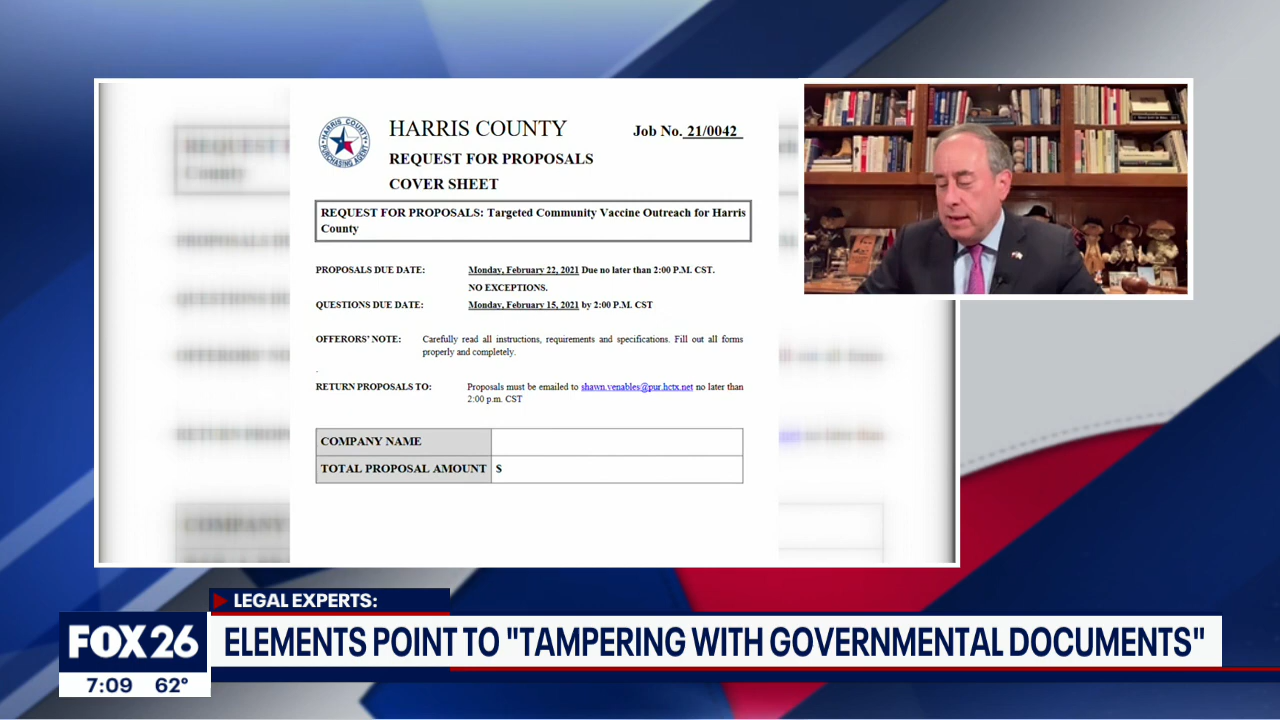 HARRIS COUNTY
Job No. 21/0042
REQUEST FOR PROPOSALS
COVER SHEET
HARRIS COUNTY
PURCHASING AGENT
REQUEST FOR PROPOSALS: Targeted Community Vaccine Outreach for Harris
County
PROPOSALS DUE DATE: Monday, February 22, 2021 Due no later than 2:00 P.M. CST.
NO EXCEPTIONS.
QUESTIONS DUE DATE: Monday, February 15, 2021 by 2:00 P.M. CST
OFFERORS' NOTE: Carefully read all instructions, requirements and specifications. Fill out all forms
properly and completely.
.
RETURN PROPOSALS TO: Proposals must be emailed to shawn.venables@pur.hctx.net no later than
2:00 p.m. CST
COMPANY NAME
TOTAL PROPOSAL AMOUNT $
LEGAL EXPERTS:
ELEMENTS POINT TO "TAMPERING WITH GOVERNMENTAL DOCUMENTS"
FOX 26
7:09 62°